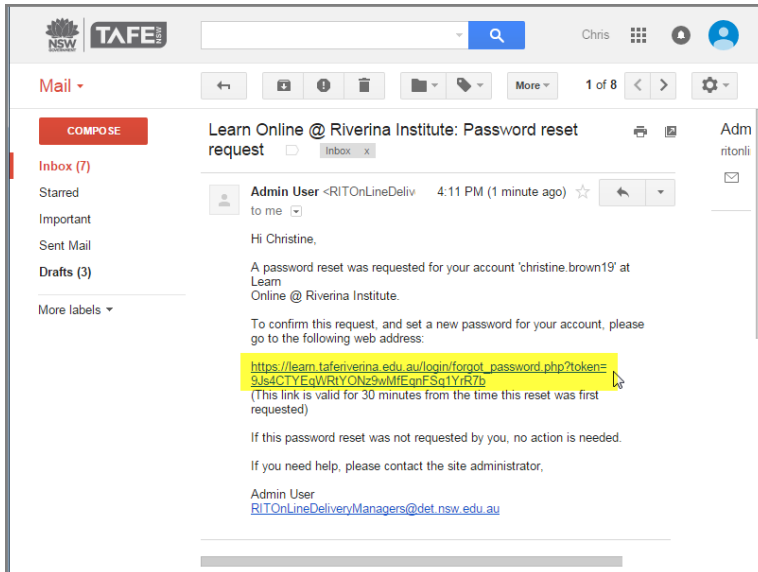 NSW
GOVERNMENT
TAFE NSW
Chris
Mail
More
1 of 8
COMPOSE
Inbox (7)
Starred
Important
Sent Mail
Drafts (3)
More labels
Learn Online @ Riverina Institute: Password reset
request
Inbox x
Adm
ritonli
Admin User <RITOnLineDeliv
4:11 PM (1 minute ago)
to me
Hi Christine,
A password reset was requested for your account 'christine.brown19' at
Learn
Online @ Riverina Institute.
To confirm this request, and set a new password for your account, please
go to the following web address:
https://learn.taferiverina.edu.au/login/forgot_password.php?token=
9Js4CTYEqWRtYONz9wMfEqnFSq1YrR7b
(This link is valid for 30 minutes from the time this reset was first
requested)
If this password reset was not requested by you, no action is needed.
If you need help, please contact the site administrator,
Admin User
RITOnLineDeliveryManagers@det.nsw.edu.au